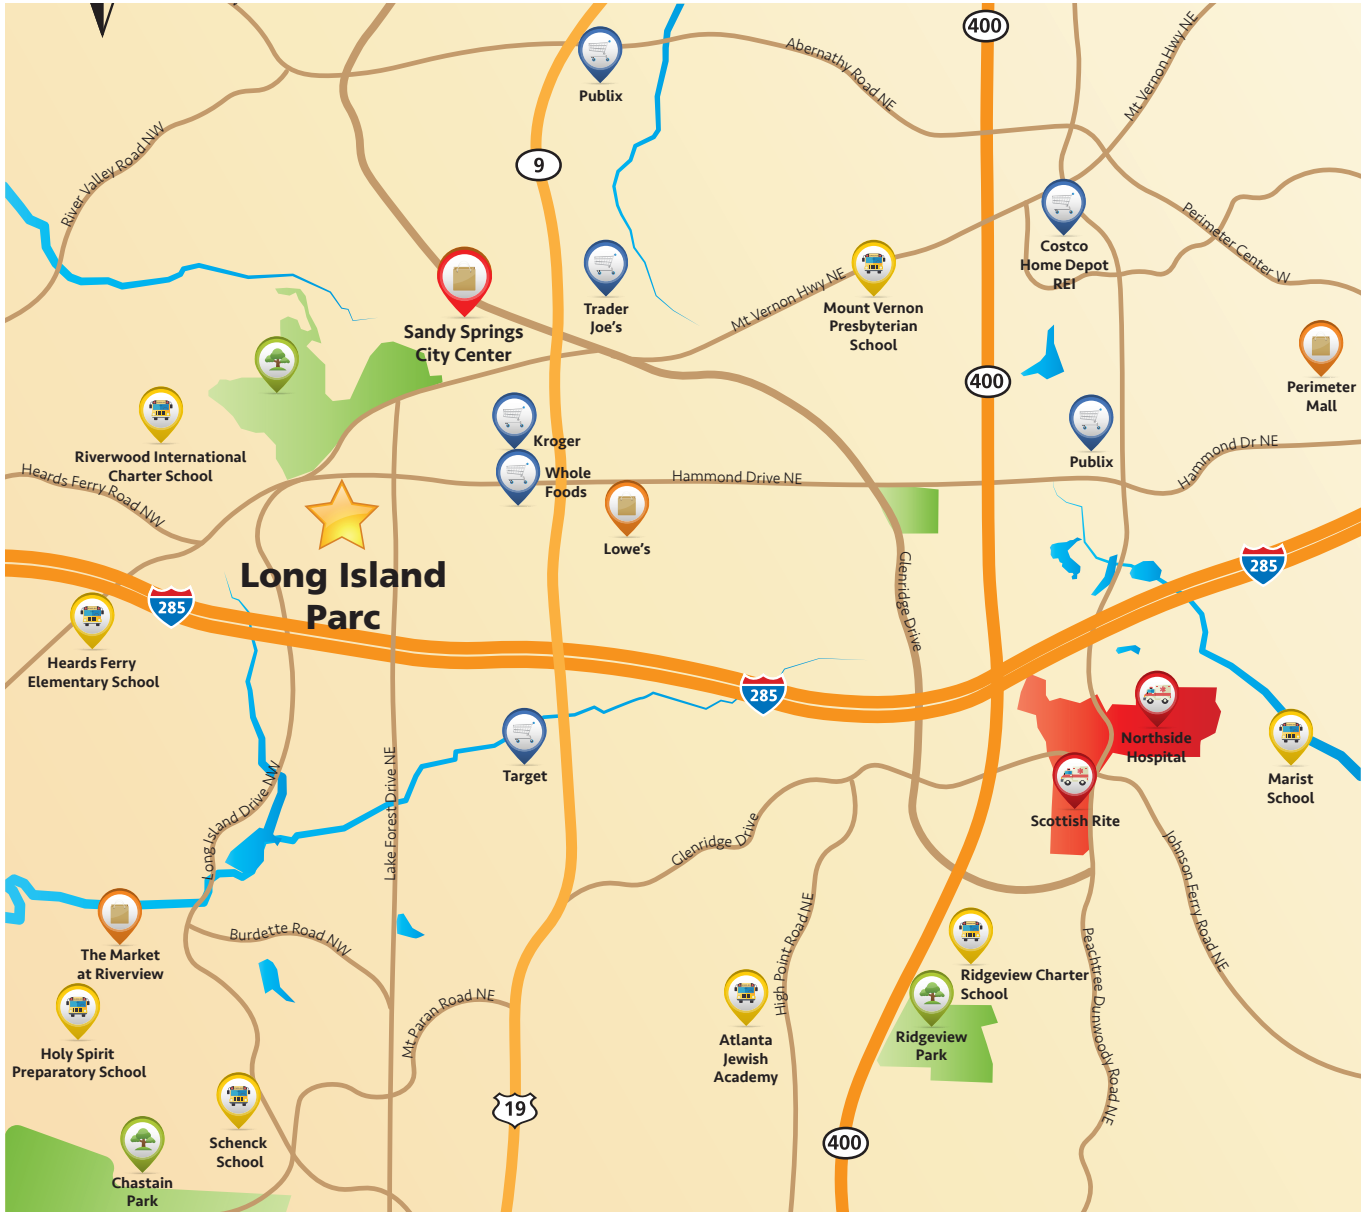 400
Publix
Abernathy Road NE
Mt Vernon Hwy NE
River Valley Road NW
9
Perimeter Center W
Costco
Home Depot
REI
Trader
Joe's
Mt Vernon Hwy NE
Mount Vernon
Presbyterian
School
Sandy Springs
City Center
400
Perimeter
Mall
Riverwood International
Charter School
Kroger
Whole
Foods
Publix
Hammond Dr NE
Heards Ferry Road NW
Hammond Drive NE
Lowe's
Long Island
Parc
285
285
Glenridge Drive
Heards Ferry
Elementary School
285
Northside
Hospital
Target
Marist
School
Scottish Rite
Long Island Drive NW
Lake Forest Drive NE
Glenridge Drive
Johnson Ferry Road NE
The Market
at Riverview
Burdette Road NW
High Point Road NE
Ridgeview Charter
School
Peachtree Dunwoody Road NE
Mt Paran Road NE
Holy Spirit
Preparatory School
Atlanta
Jewish
Academy
Ridgeview
Park
19
400
Schenck
School
Chastain
Park